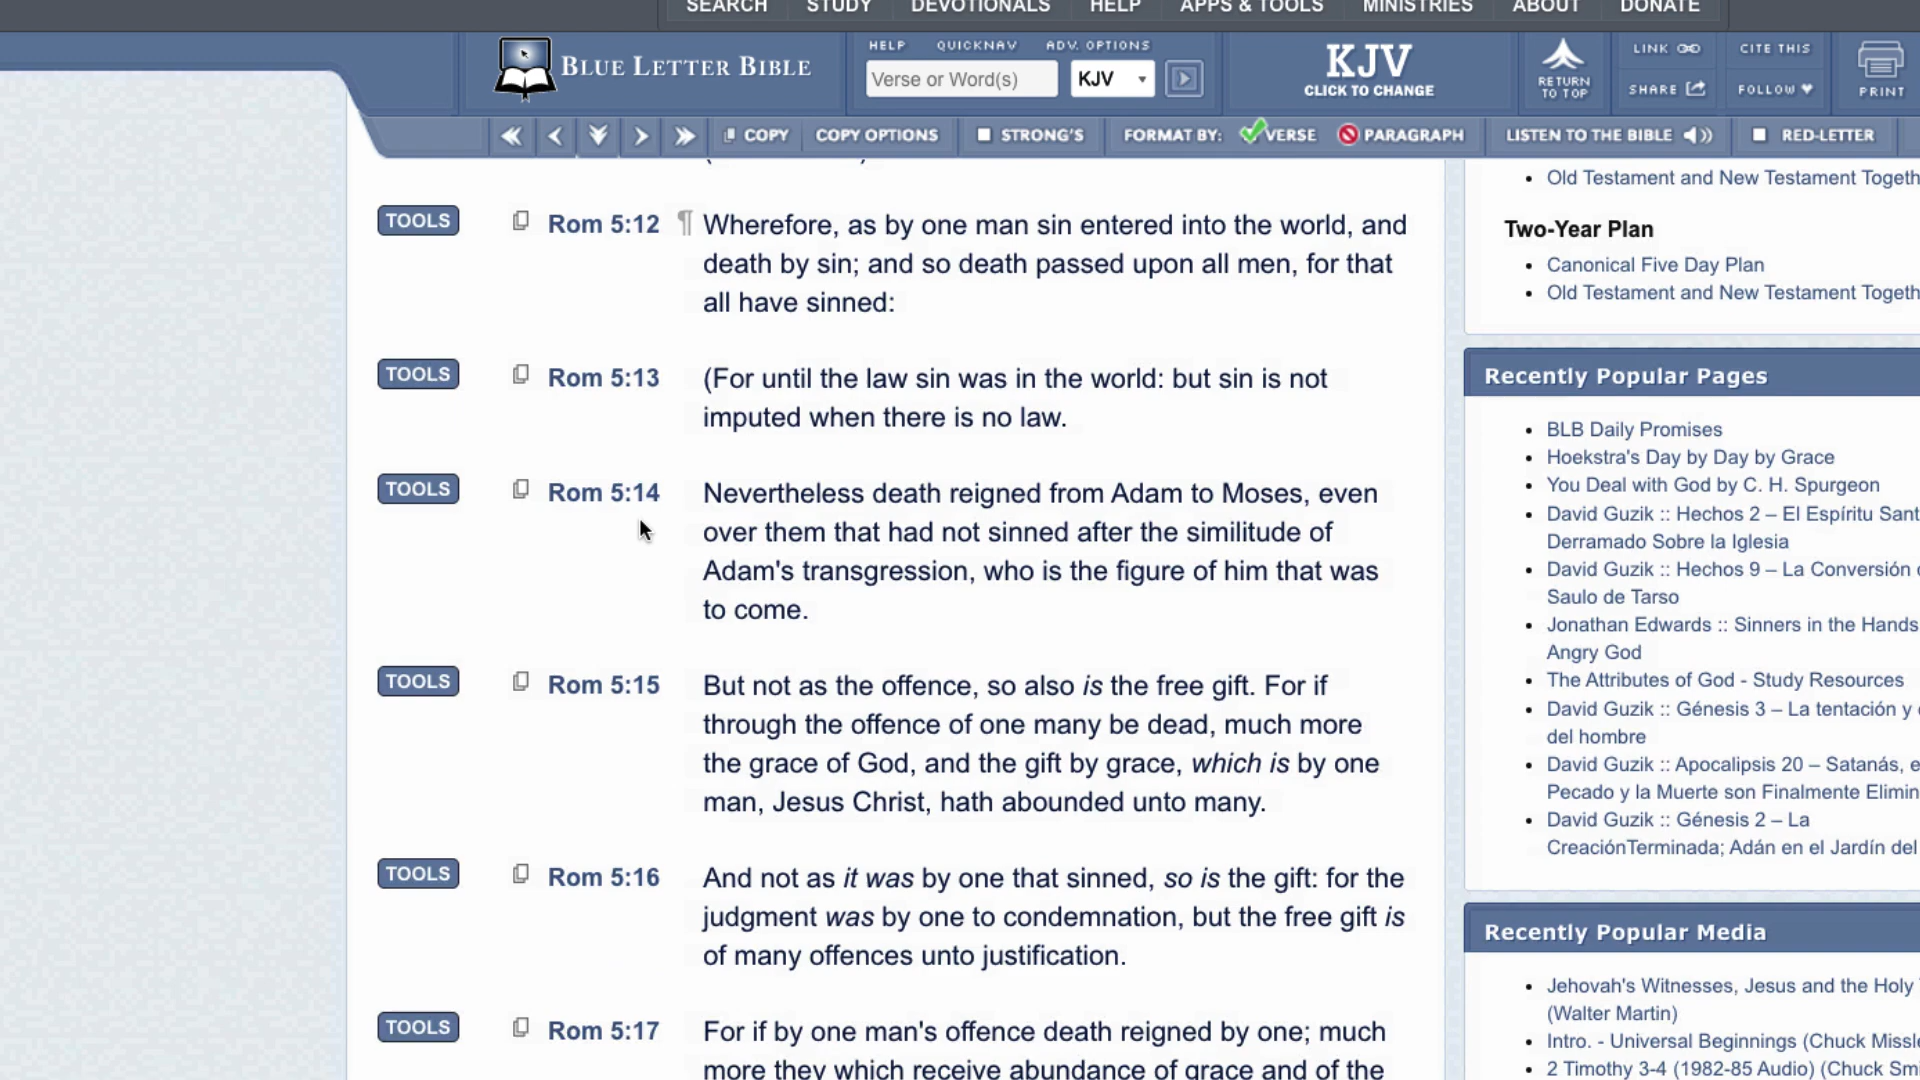 SEARCH STUDY DEVOTIONALS HELP APPS & TOOLS MINISTRIES ABOUT DONATE
BLUE LETTER BIBLE
HELP QUICKNAV ADV. OPTIONS
Verse or Word(s) KJV
KJV
CLICK TO CHANGE
RETURN
TO TOP
LINK
SHARE
CITE THIS
FOLLOW
PRINT
COPY COPY OPTIONS STRONG'S FORMAT BY: VERSE PARAGRAPH LISTEN TO THE BIBLE RED-LETTER
TOOLS Rom 5:12 ¶ Wherefore, as by one man sin entered into the world, and
death by sin; and so death passed upon all men, for that
all have sinned:
TOOLS Rom 5:13 (For until the law sin was in the world: but sin is not
imputed when there is no law.
TOOLS Rom 5:14 Nevertheless death reigned from Adam to Moses, even
over them that had not sinned after the similitude of
Adam's transgression, who is the figure of him that was
to come.
TOOLS Rom 5:15 But not as the offence, so also is the free gift. For if
through the offence of one many be dead, much more
the grace of God, and the gift by grace, which is by one
man, Jesus Christ, hath abounded unto many.
TOOLS Rom 5:16 And not as it was by one that sinned, so is the gift: for the
judgment was by one to condemnation, but the free gift is
of many offences unto justification.
TOOLS Rom 5:17 For if by one man's offence death reigned by one; much
more they which receive abundance of grace and of the
Old Testament and New Testament Togeth
Two-Year Plan
Canonical Five Day Plan
Old Testament and New Testament Togeth
Recently Popular Pages
BLB Daily Promises
Hoekstra's Day by Day by Grace
You Deal with God by C. H. Spurgeon
David Guzik :: Hechos 2 – El Espíritu Sant
Derramado Sobre la Iglesia
David Guzik :: Hechos 9 – La Conversión
Saulo de Tarso
Jonathan Edwards :: Sinners in the Hands
Angry God
The Attributes of God - Study Resources
David Guzik :: Génesis 3 – La tentación y
del hombre
David Guzik :: Apocalipsis 20 – Satanás, e
Pecado y la Muerte son Finalmente Elimin
David Guzik :: Génesis 2 – La
CreaciónTerminada; Adán en el Jardín del
Recently Popular Media
Jehovah's Witnesses, Jesus and the Holy
(Walter Martin)
Intro. - Universal Beginnings (Chuck Missl
2 Timothy 3-4 (1982-85 Audio) (Chuck Sm